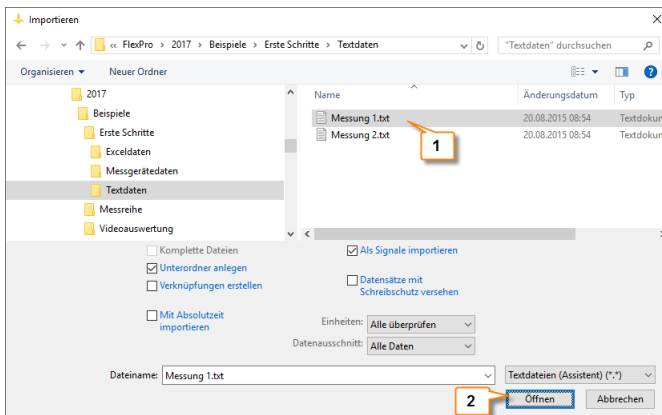 Importieren
« FlexPro > 2017 > Beispiele > Erste Schritte > Textdaten
"Textdaten" durchsuchen
Organisieren
Neuer Ordner
2017
Beispiele
Erste Schritte
Exceldaten
Messgerätedaten
Textdaten
Messreihe
Videoauswertung
Name Änderungsdatum Typ
Messung 1.txt 20.08.2015 08:54 Textdokur
Messung 2.txt 20.08.2015 08:54 Textdokur
1
Komplette Dateien
Unterordner anlegen
Verknüpfungen erstellen
Mit Absolutzeit
importieren
Als Signale importieren
Datensätze mit
Schreibschutz versehen
Einheiten: Alle überprüfen
Datenausschnitt: Alle Daten
Dateiname: Messung 1.txt
Textdateien (Assistent) (*.*)
2
Öffnen
Abbrechen